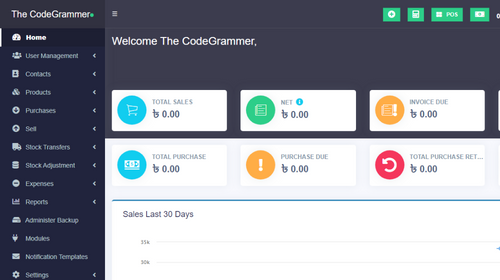 The CodeGrammer
Home
User Management
Contacts
Products
Purchases
Sell
Stock Transfers
Stock Adjustment
Expenses
Reports
Administer Backup
Modules
Notification Templates
Settings
POS
Welcome The CodeGrammer,
TOTAL SALES
৳ 0.00
NET
৳ 0.00
INVOICE DUE
৳ 0.00
TOTAL PURCHASE
৳ 0.00
PURCHASE DUE
৳ 0.00
TOTAL PURCHASE RET...
৳ 0.00
Sales Last 30 Days
35k
30k